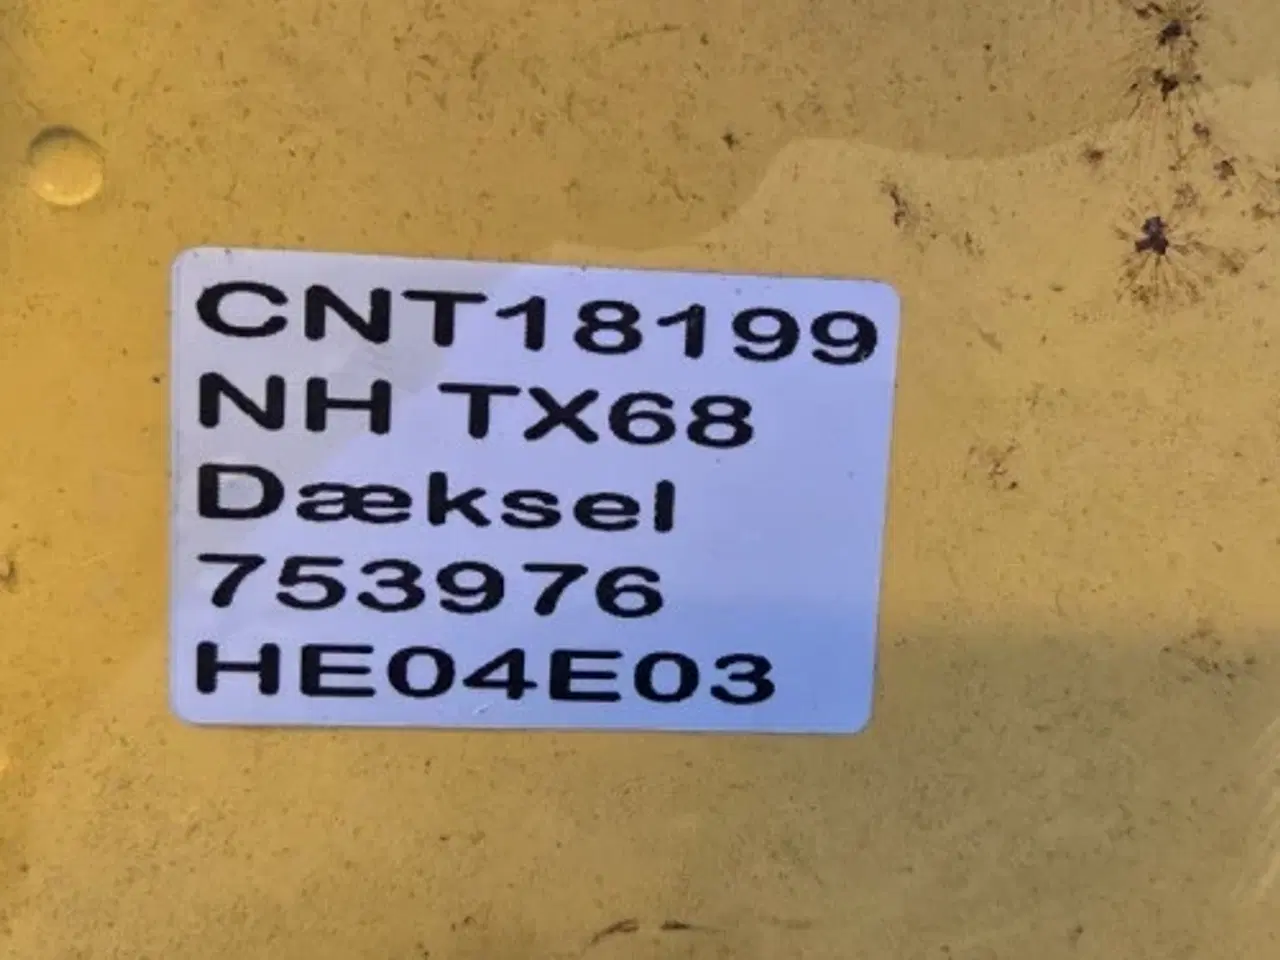 CNT18199
NH TX68
Dæksel
753976
HE04E03